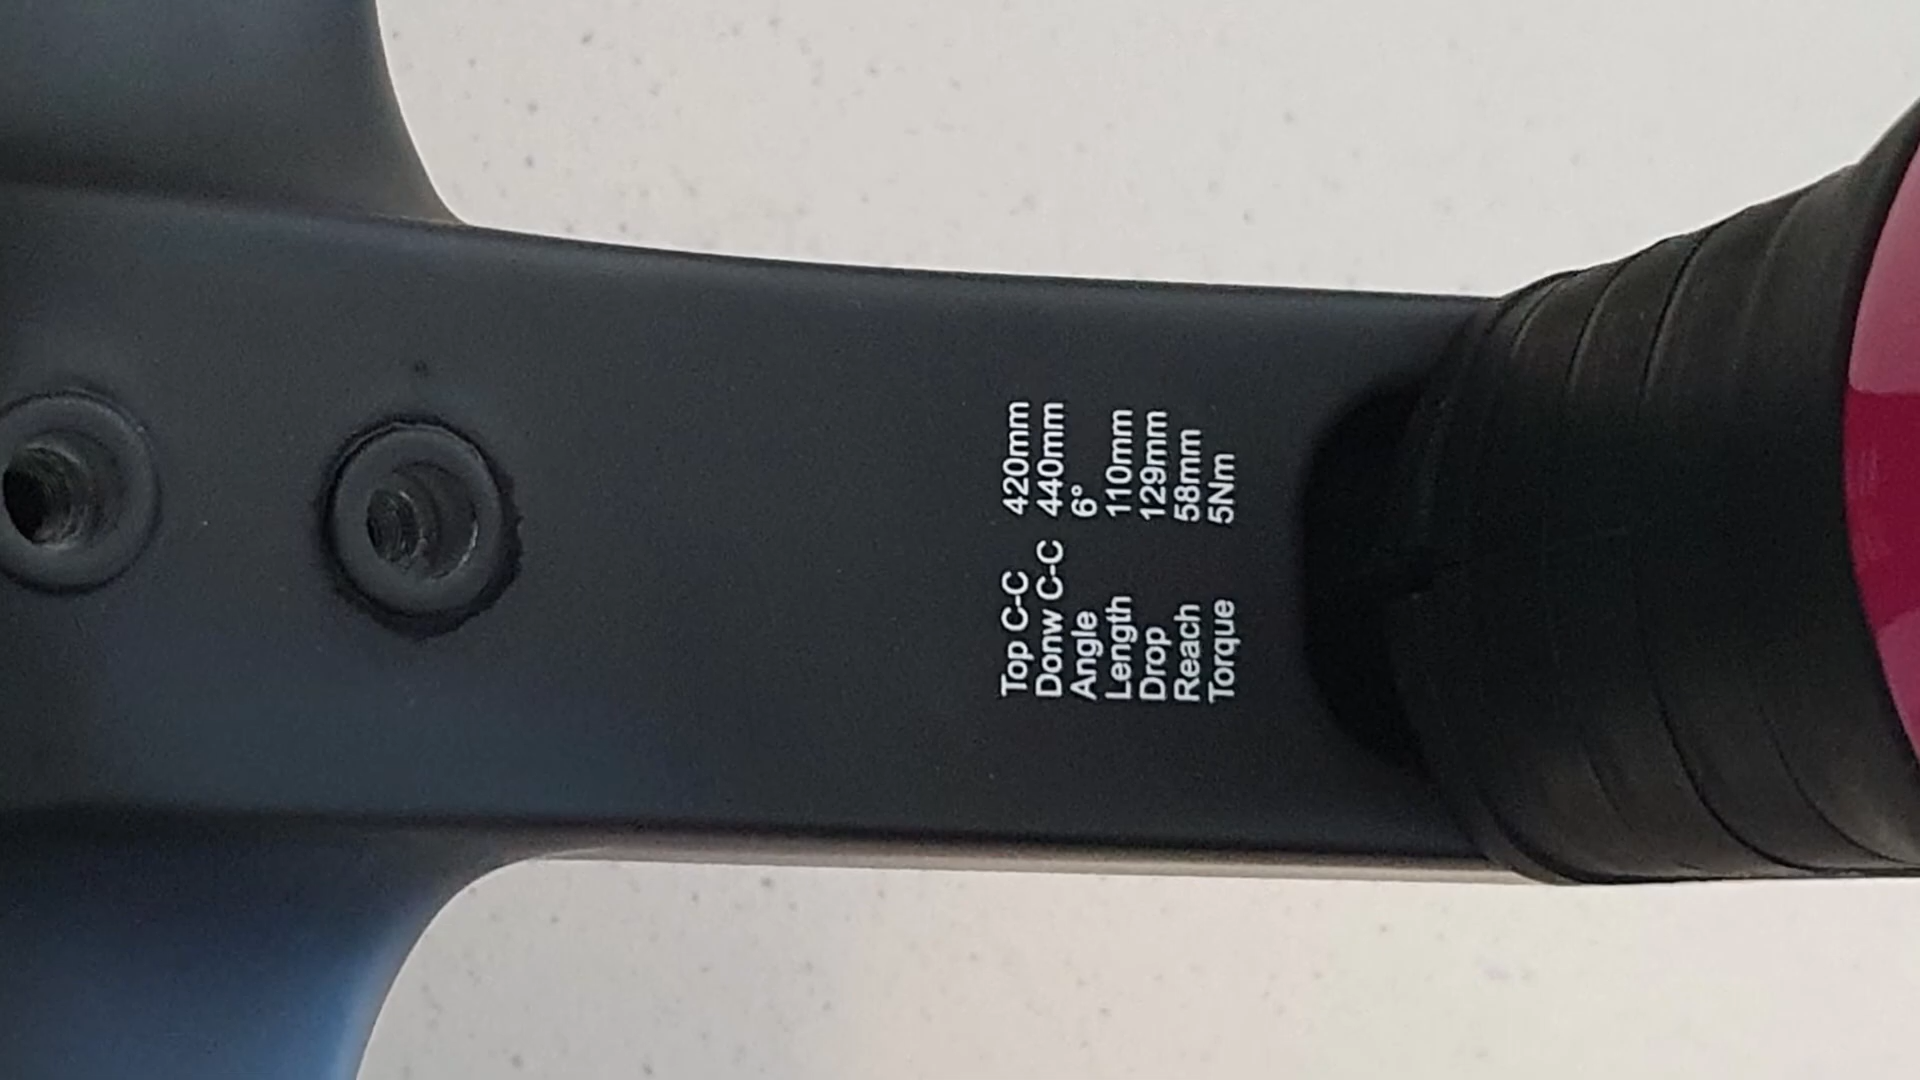 Top C-C 420mm
Donw C-C 440mm
Angle 6°
Length 110mm
Drop 129mm
Reach 58mm
Torque 5Nm